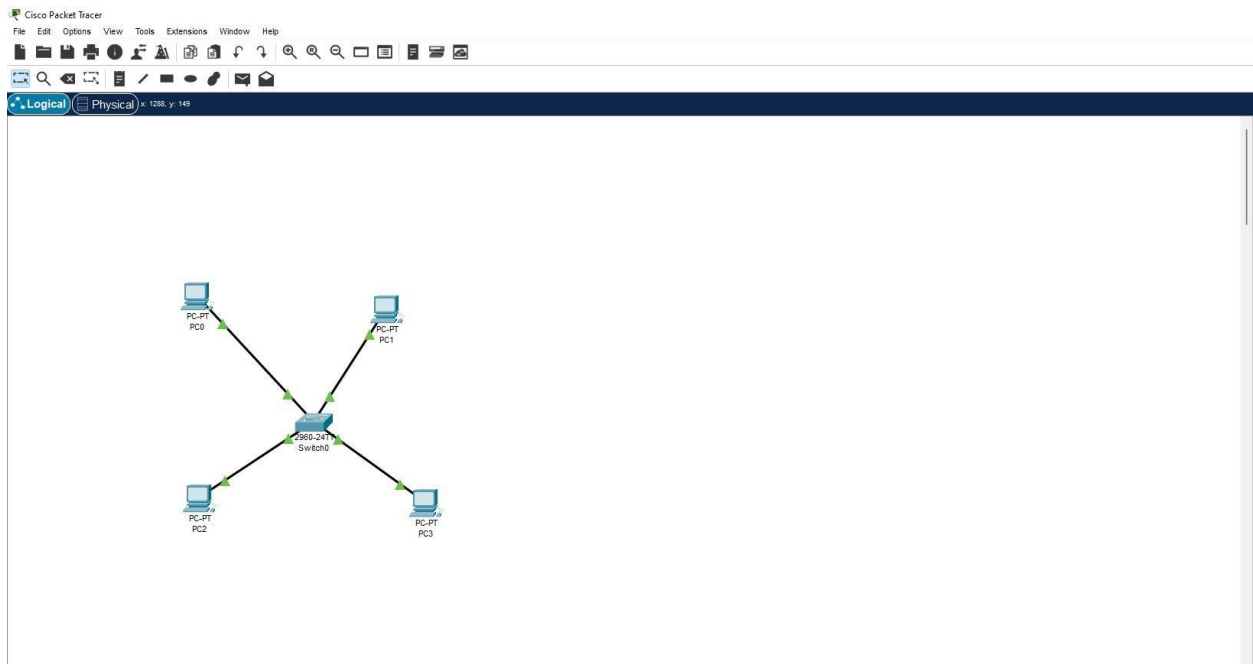 Cisco Packet Tracer
File Edit Options View Tools Extensions Window Help
Logical Physical x: 1288, y: 149
PC-PT
PC0
PC-PT
PC1
2960-24TT
Switch0
PC-PT
PC2
PC-PT
PC3